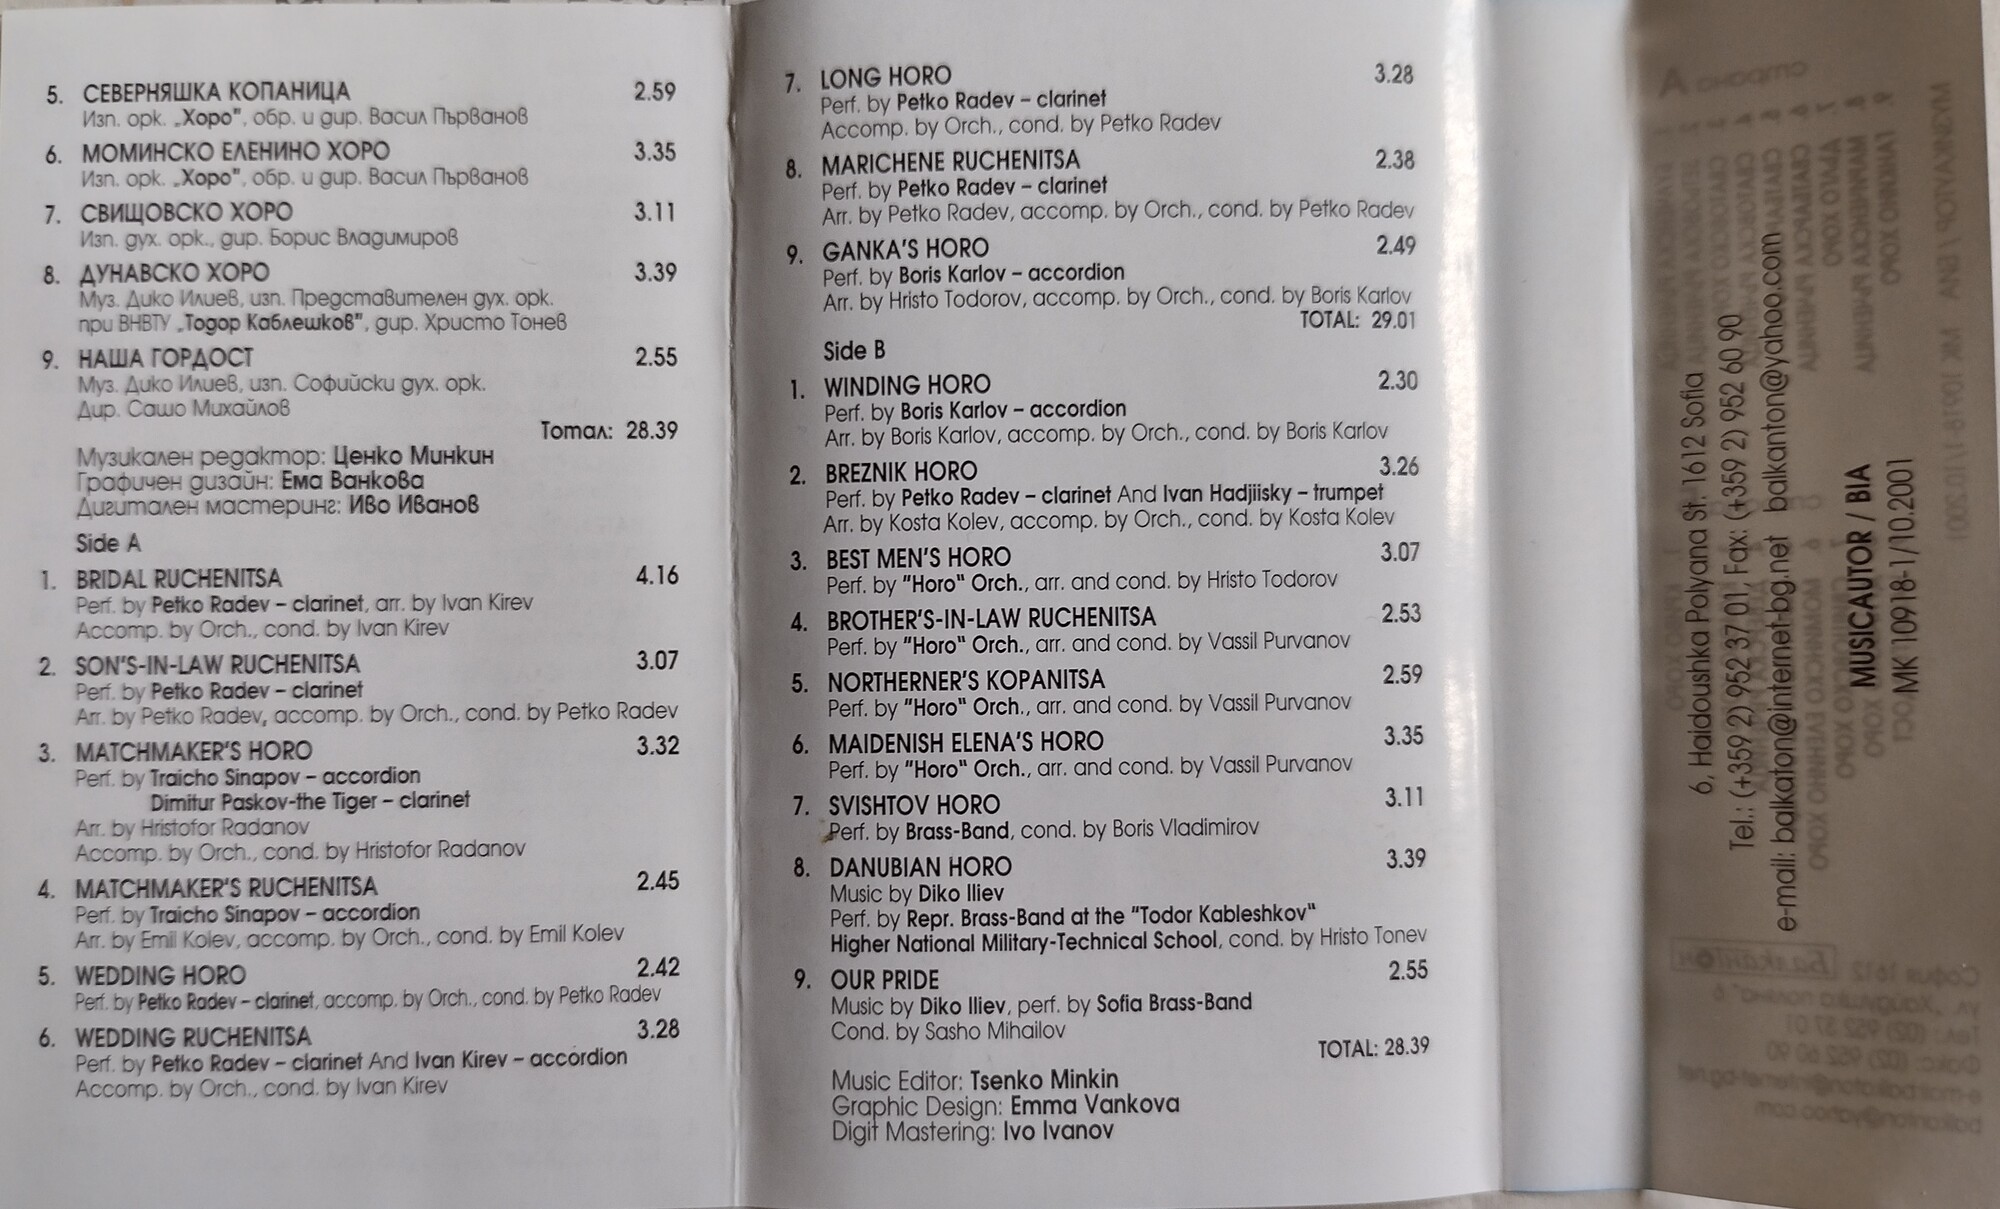 5. СЕВЕРНЯШКА КОПАНИЦА 2.59
Изп. орк. „Хоро", обр. и дир. Васил Първанов
6. МОМИНСКО ЕЛЕНИНО ХОРО 3.35
Изп. орк. „Хоро", обр. и дир. Васил Първанов
7. СВИЩОВСКО ХОРО 3.11
Изп. дух. орк., дир. Борис Владимиров
8. ДУНАВСКО ХОРО 3.39
Муз. Дико Илиев, изп. Представителен дух. орк.
при ВНВТУ „Тодор Каблешков", дир. Христо Тонев
9. НАША ГОРДОСТ 2.55
Муз. Дико Илиев, изп. Софийски дух. орк.
Дир. Сашо Михайлов
Тотал: 28.39
Музикален редактор: Ценко Минкин
Графичен дизайн: Ема Ванкова
Дигитален мастеринг: Иво Иванов
Side A
1. BRIDAL RUCHENITSA 4.16
Perf. by Petko Radev – clarinet, arr. by Ivan Kirev
Accomp. by Orch., cond. by Ivan Kirev
2. SON'S-IN-LAW RUCHENITSA 3.07
Perf. by Petko Radev – clarinet
Arr. by Petko Radev, accomp. by Orch., cond. by Petko Radev
3. MATCHMAKER'S HORO 3.32
Perf. by Traicho Sinapov – accordion
Dimitur Paskov-the Tiger – clarinet
Arr. by Hristofor Radanov
Accomp. by Orch., cond. by Hristofor Radanov
4. MATCHMAKER'S RUCHENITSA 2.45
Perf. by Traicho Sinapov – accordion
Arr. by Emil Kolev, accomp. by Orch., cond. by Emil Kolev
5. WEDDING HORO 2.42
Perf. by Petko Radev – clarinet, accomp. by Orch., cond. by Petko Radev
6. WEDDING RUCHENITSA 3.28
Perf. by Petko Radev – clarinet And Ivan Kirev – accordion
Accomp. by Orch., cond. by Ivan Kirev
7. LONG HORO 3.28
Perf. by Petko Radev – clarinet
Accomp. by Orch., cond. by Petko Radev
8. MARICHENE RUCHENITSA 2.38
Perf. by Petko Radev – clarinet
Arr. by Petko Radev, accomp. by Orch., cond. by Petko Radev
9. GANKA'S HORO 2.49
Perf. by Boris Karlov – accordion
Arr. by Hristo Todorov, accomp. by Orch., cond. by Boris Karlov
TOTAL: 29.01
Side B
1. WINDING HORO 2.30
Perf. by Boris Karlov – accordion
Arr. by Boris Karlov, accomp. by Orch., cond. by Boris Karlov
2. BREZNIK HORO 3.26
Perf. by Petko Radev – clarinet And Ivan Hadjiisky – trumpet
Arr. by Kosta Kolev, accomp. by Orch., cond. by Kosta Kolev
3. BEST MEN'S HORO 3.07
Perf. by "Horo" Orch., arr. and cond. by Hristo Todorov
4. BROTHER'S-IN-LAW RUCHENITSA 2.53
Perf. by "Horo" Orch., arr. and cond. by Vassil Purvanov
5. NORTHERNER'S KOPANITSA 2.59
Perf. by "Horo" Orch., arr. and cond. by Vassil Purvanov
6. MAIDENISH ELENA'S HORO 3.35
Perf. by "Horo" Orch., arr. and cond. by Vassil Purvanov
7. SVISHTOV HORO 3.11
Perf. by Brass-Band, cond. by Boris Vladimirov
8. DANUBIAN HORO 3.39
Music by Diko Iliev
Perf. by Repr. Brass-Band at the "Todor Kableshkov"
Higher National Military-Technical School, cond. by Hristo Tonev
9. OUR PRIDE 2.55
Music by Diko Iliev, perf. by Sofia Brass-Band
Cond. by Sasho Mihailov
TOTAL: 28.39
Music Editor: Tsenko Minkin
Graphic Design: Emma Vankova
Digit Mastering: Ivo Ivanov
6, Haidoushka Polyana St. 1612 Sofia
Tel.: (+359 2) 952 37 01, Fax: (+359 2) 952 60 90
e-mail: balkaton@internet-bg.net balkanton@yahoo.com
MUSICAUTOR / BIA
MK 10918-1/10.2001